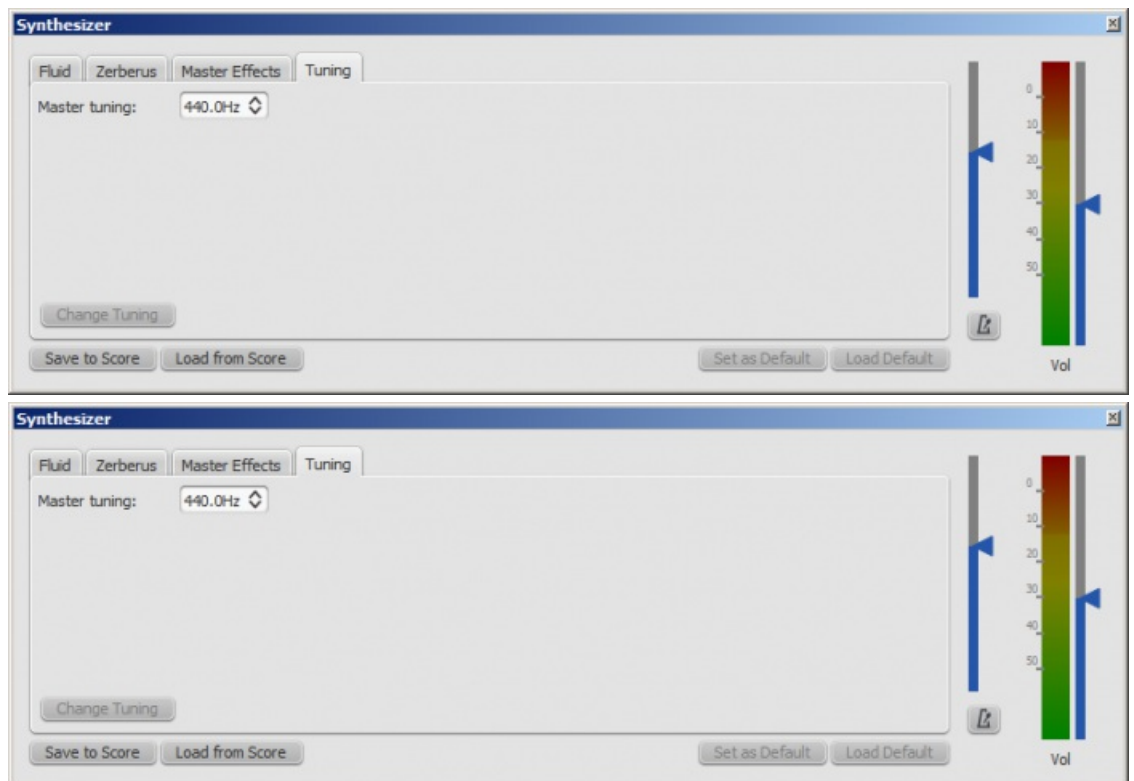 Synthesizer
Fluid Zerberus Master Effects Tuning
Master tuning: 440.0Hz
0
10
20
30
40
50
Change Tuning
Save to Score Load from Score Set as Default Load Default
Vol
Synthesizer
Fluid Zerberus Master Effects Tuning
Master tuning: 440.0Hz
0
10
20
30
40
50
Change Tuning
Save to Score Load from Score Set as Default Load Default
Vol